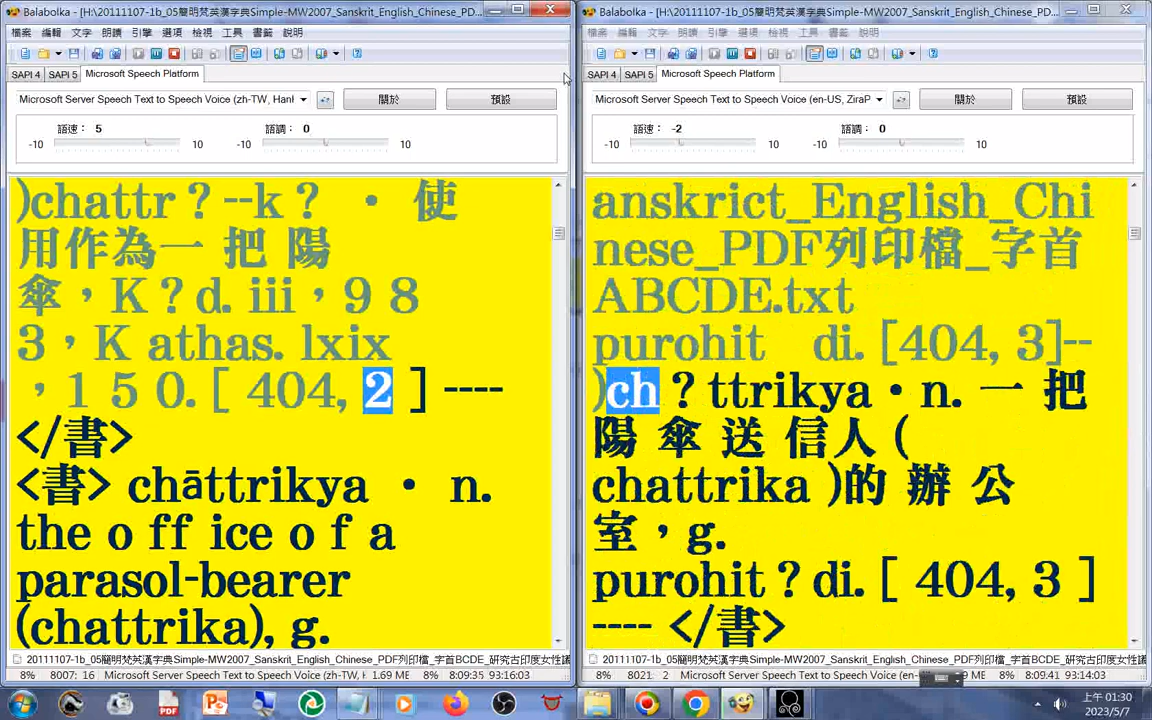 Balabolka - [H:\20111107-1b_05簡明梵英漢字典Simple-MW2007_Sanskrit_English_Chinese_PD...
檔案 編輯 文字 朗讀 引擎 選項 檢視 工具 書籤 說明
SAPI 4 SAPI 5 Microsoft Speech Platform
Microsoft Server Speech Text to Speech Voice (zh-TW, HanH
關於 預設
語速： 5 語調： 0
-10 10 -10 10
)chattr？--k？ • 使
用作為一 把 陽
傘，K？d. iii，9 8
3，K athas. lxix
，1 5 0. [ 404, 2 ] ----
</書>
<書> chāttrikya • n.
the o ff ice o f a
parasol-bearer
(chattrika), g.
20111107-1b_05簡明梵英漢字典Simple-MW2007_Sanskrit_English_Chinese_PDF列印檔_字首BCDE_研究古印度女性議
8% 8007: 16 Microsoft Server Speech Text to Speech Voice (zh-TW, H 1.69 ME 8% 8:09:35 93:16:03
Balabolka - [H:\20111107-1b_05簡明梵英漢字典Simple-MW2007_Sanskrit_English_Chinese_PD...
檔案 編輯 文字 朗讀 引擎 選項 檢視 工具 書籤 說明
SAPI 4 SAPI 5 Microsoft Speech Platform
Microsoft Server Speech Text to Speech Voice (en-US, ZiraP
關於 預設
語速： -2 語調： 0
-10 10 -10 10
anskrict_English_Chi
nese_PDF列印檔_字首
ABCDE.txt
purohit di. [404, 3]--
)ch？ttrikya • n. 一 把
陽 傘 送 信人 (
chattrika )的 辦 公
室，g.
purohit？di. [ 404, 3 ]
---- </書>
20111107-1b_05簡明梵英漢字典Simple-MW2007_Sanskrit_English_Chinese_PDF列印檔_字首BCDE_研究古印度女性議
8% 8021: 2 Microsoft Server Speech Text to Speech Voice (en-US ME 8% 8:09:41 93:14:03
上午 01:30
2023/5/7